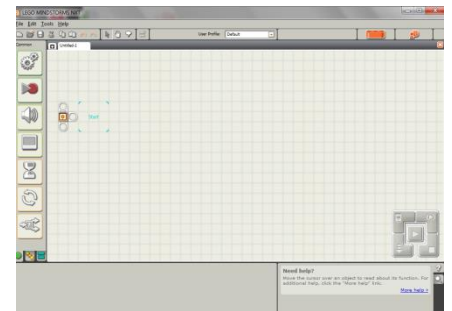 LEGO MINDSTORMS NXT
File Edit Tools Help
User Profile: Default
Common
Untitled-1
Start
Need help?
Move the cursor over an object to read about its function. For
additional help, click the "More help" link.
More help »